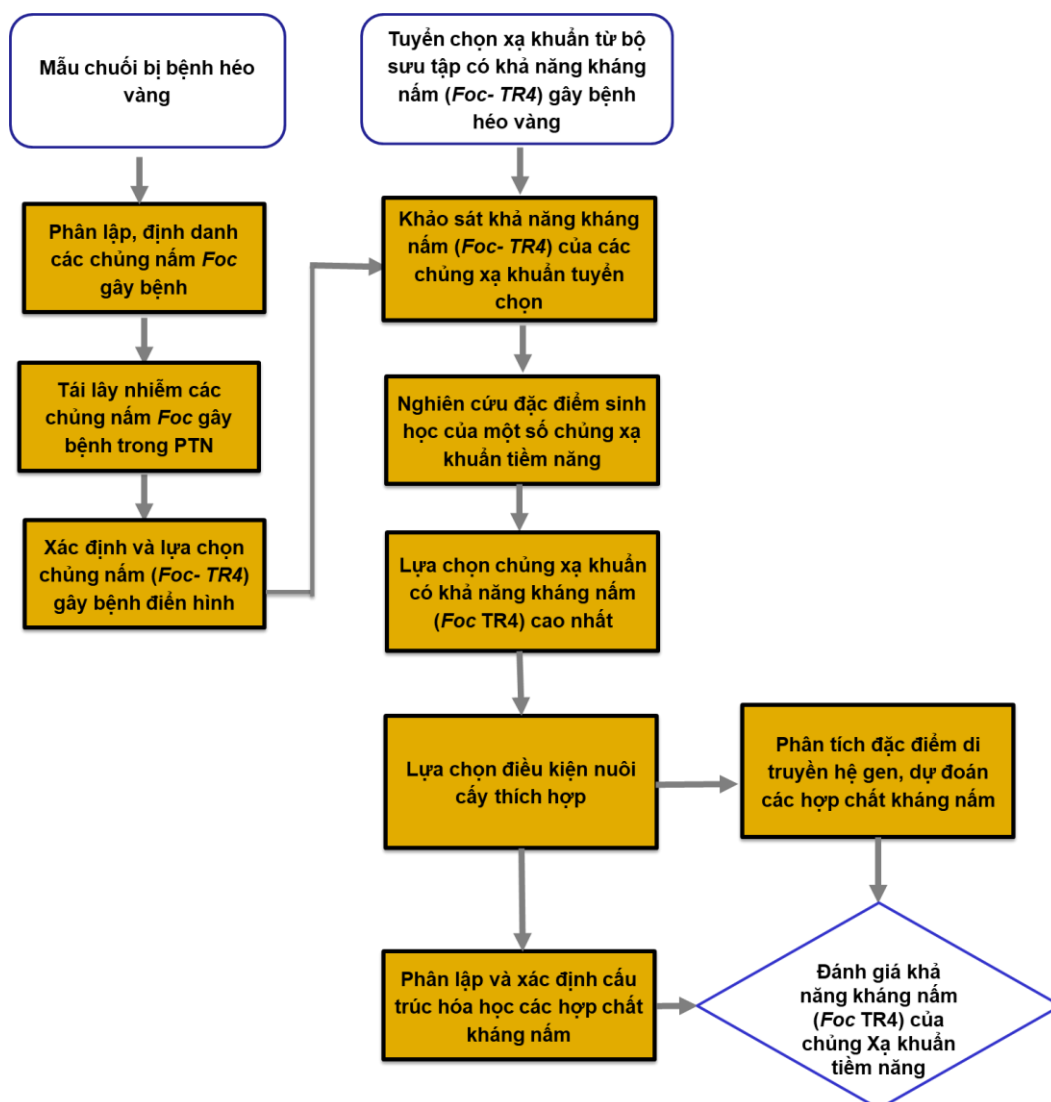 Mẫu chuối bị bệnh héo
vàng
Phân lập, định danh
các chủng nấm Foc
gây bệnh
Tái lây nhiễm các
chủng nấm Foc gây
bệnh trong PTN
Xác định và lựa chọn
chủng nấm (Foc- TR4)
gây bệnh điển hình
Tuyển chọn xạ khuẩn từ bộ
sưu tập có khả năng kháng
nấm (Foc- TR4) gây bệnh
héo vàng
Khảo sát khả năng kháng
nấm (Foc- TR4) của các
chủng xạ khuẩn tuyển
chọn
Nghiên cứu đặc điểm sinh
học của một số chủng xạ
khuẩn tiềm năng
Lựa chọn chủng xạ khuẩn
có khả năng kháng nấm
(Foc TR4) cao nhất
Lựa chọn điều kiện nuôi
cấy thích hợp
Phân tích đặc điểm di
truyền hệ gen, dự đoán
các hợp chất kháng nấm
Phân lập và xác định cấu
trúc hóa học các hợp chất
kháng nấm
Đánh giá khả
năng kháng nấm
(Foc TR4) của
chủng Xạ khuẩn
tiềm năng